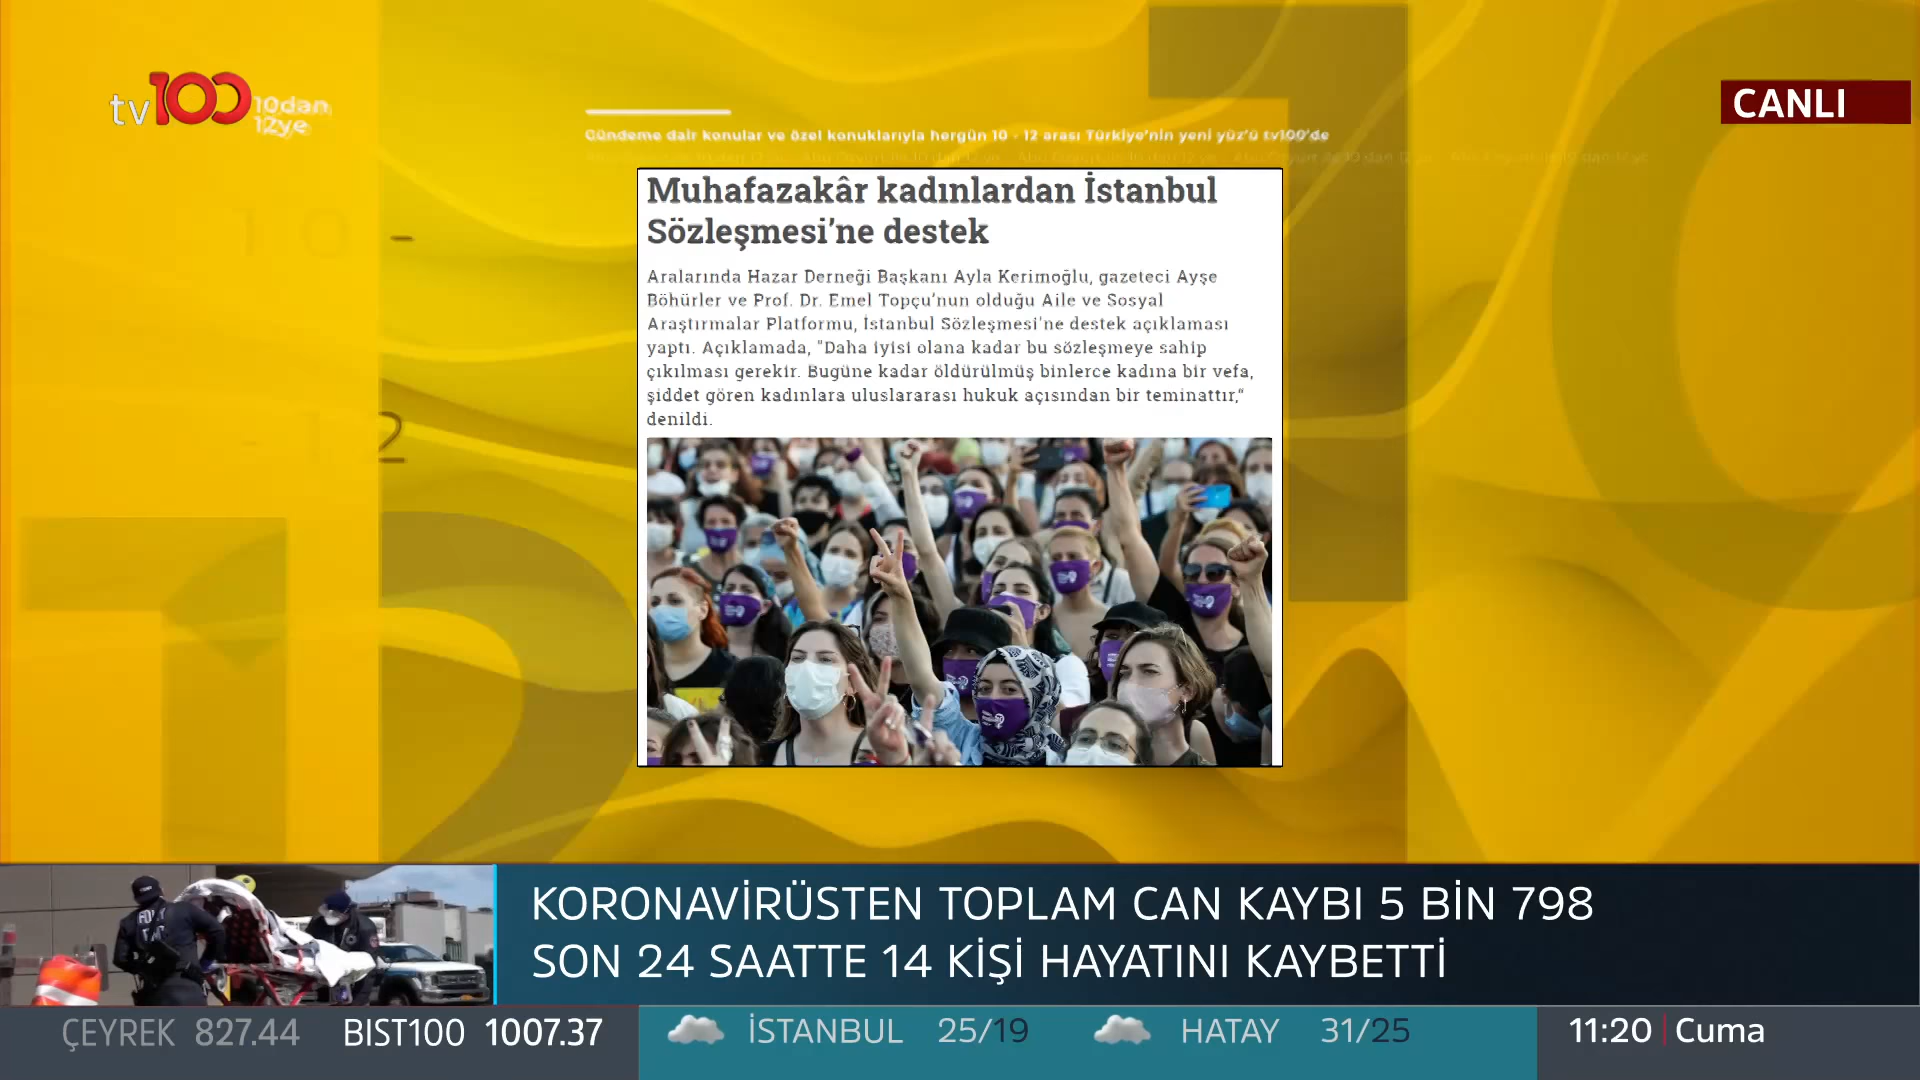 tv100
10dan
12ye
Gündeme dair konular ve özel konuklarıyla hergün 10 - 12 arası Türkiye'nin yeni yüz'ü tv100'de
CANLI
Muhafazakâr kadınlardan İstanbul
Sözleşmesi'ne destek
Aralarında Hazar Derneği Başkanı Ayla Kerimoğlu, gazeteci Ayşe
Böhürler ve Prof. Dr. Emel Topçu'nun olduğu Aile ve Sosyal
Araştırmalar Platformu, İstanbul Sözleşmesi'ne destek açıklaması
yaptı. Açıklamada, "Daha iyisi olana kadar bu sözleşmeye sahip
çıkılması gerekir. Bugüne kadar öldürülmüş binlerce kadına bir vefa,
şiddet gören kadınlara uluslararası hukuk açısından bir teminattır,“
denildi.
KORONAVİRÜSTEN TOPLAM CAN KAYBI 5 BİN 798
SON 24 SAATTE 14 KİŞİ HAYATINI KAYBETTİ
ÇEYREK 827.44 BIST100 1007.37 İSTANBUL 25/19 HATAY 31/25 11:20 Cuma